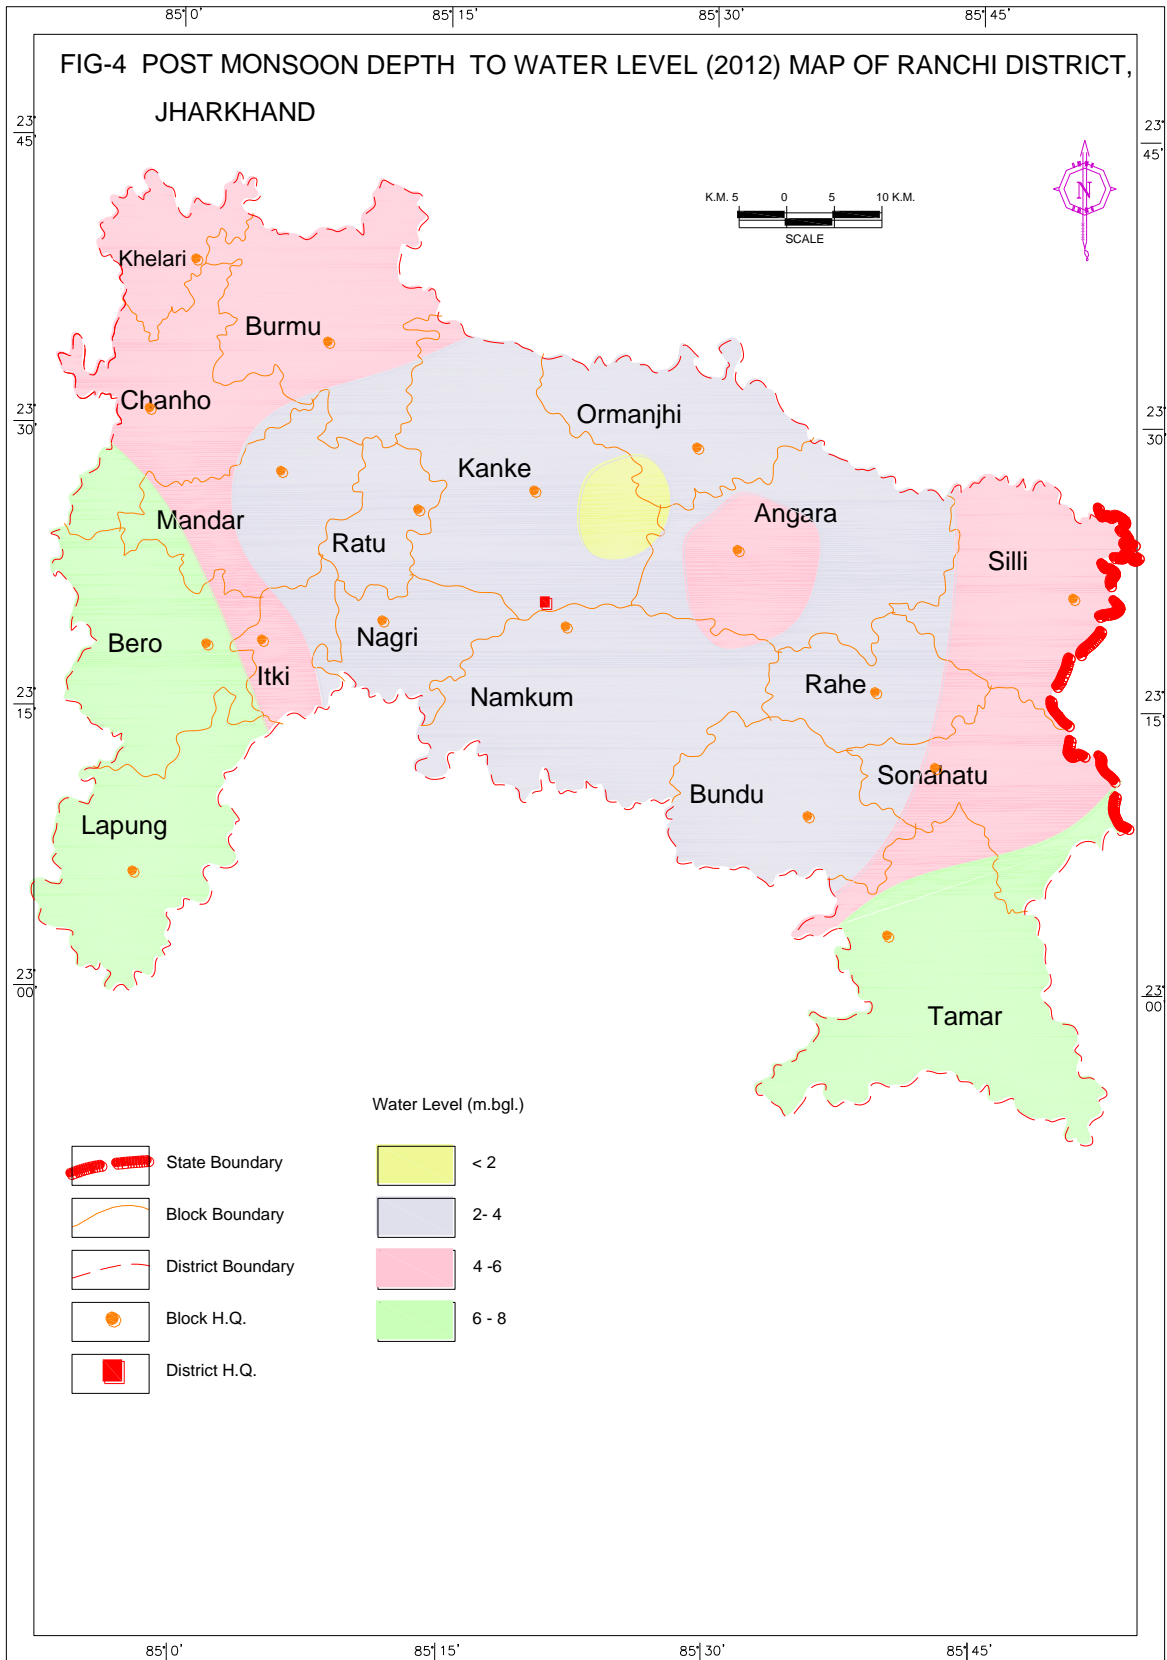 85° 0' 85° 15' 85° 30' 85° 45'
FIG-4 POST MONSOON DEPTH TO WATER LEVEL (2012) MAP OF RANCHI DISTRICT,
JHARKHAND
23° 45' 23° 45'
N
K.M. 5 0 5 10 K.M.
SCALE
Khelari
Burmu
Chanho
Ormanjhi
23° 30' 23° 30'
Kanke
Mandar
Angara
Ratu
Silli
Bero
Nagri
Itki
Rahe
Namkum
23° 15' 23° 15'
Sonahatu
Bundu
Lapung
23° 00' 23° 00'
Tamar
Water Level (m.bgl.)
State Boundary < 2
Block Boundary 2- 4
District Boundary 4 -6
Block H.Q. 6 - 8
District H.Q.
85° 0' 85° 15' 85° 30' 85° 45'